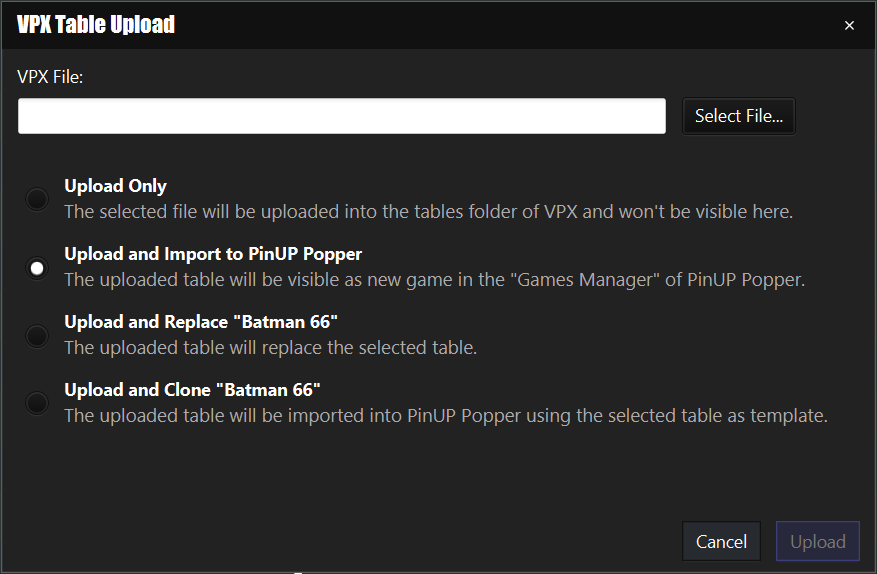 VPX Table Upload
VPX File:
Select File...
Upload Only
The selected file will be uploaded into the tables folder of VPX and won't be visible here.
Upload and Import to PinUP Popper
The uploaded table will be visible as new game in the "Games Manager" of PinUP Popper.
Upload and Replace "Batman 66"
The uploaded table will replace the selected table.
Upload and Clone "Batman 66"
The uploaded table will be imported into PinUP Popper using the selected table as template.
Cancel Upload